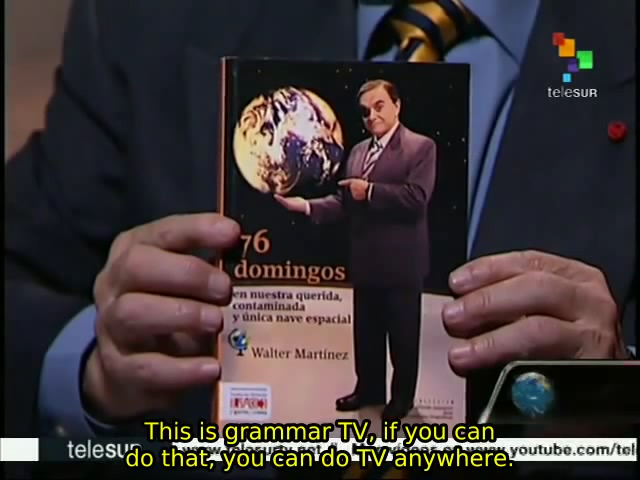 teleSUR
76
domingos
en nuestra querida,
contaminada
y única nave espacial
Walter Martínez
This is grammar TV, if you can
do that, you can do TV anywhere.
teleSUR
www.youtube.com/tel